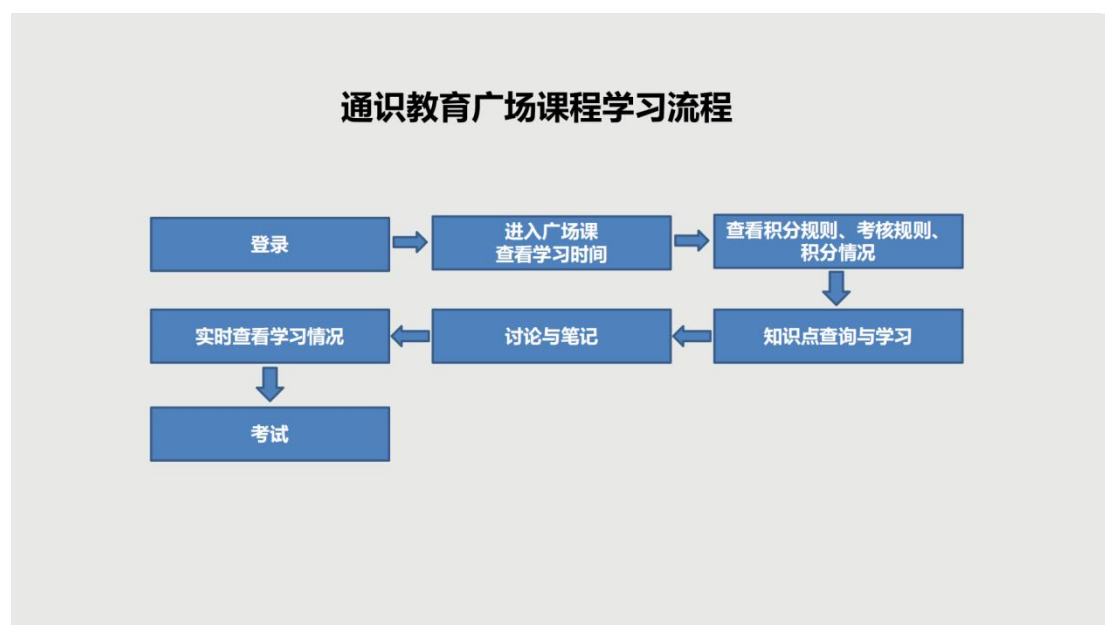 通识教育广场课程学习流程
登录
进入广场课
查看学习时间
查看积分规则、考核规则、
积分情况
知识点查询与学习
讨论与笔记
实时查看学习情况
考试